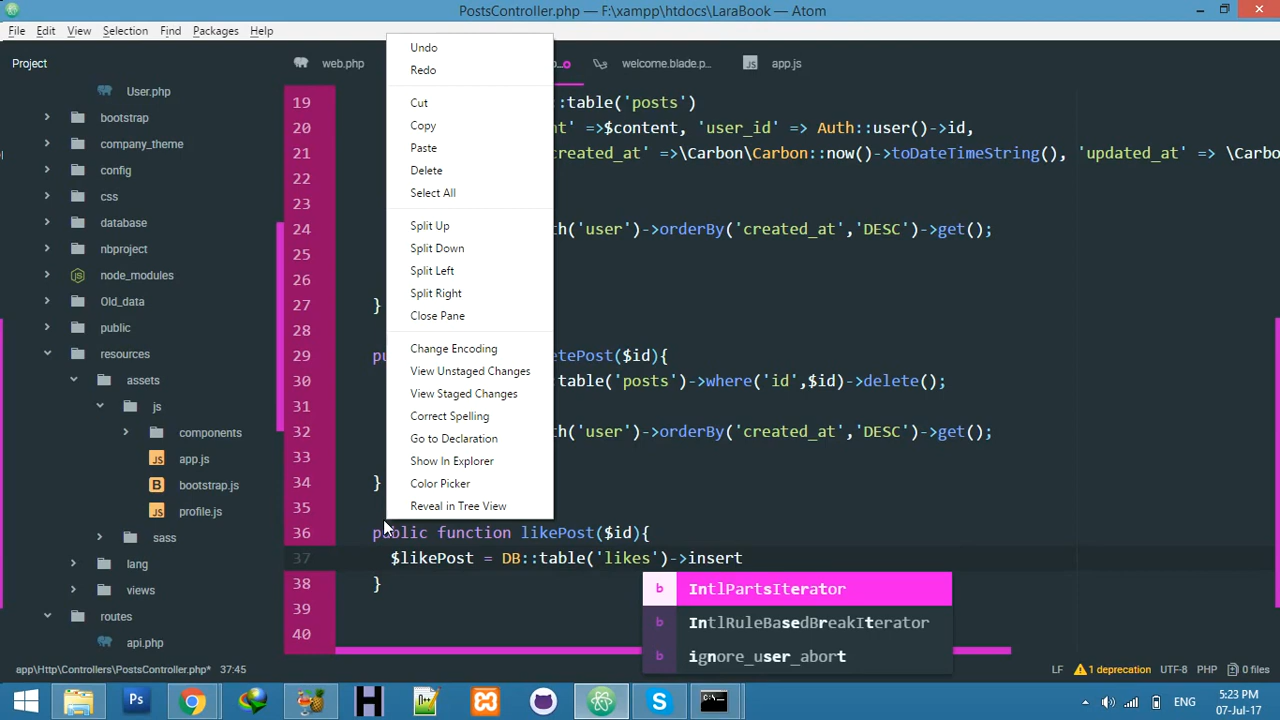 PostsController.php — F:\xampp\htdocs\LaraBook — Atom
File Edit View Selection Find Packages Help
Project
web.php
welcome.blade.p...
app.js
User.php
bootstrap
company_theme
config
css
database
nbproject
node_modules
Old_data
public
resources
assets
js
components
app.js
bootstrap.js
profile.js
sass
lang
views
routes
api.php
Undo
Redo
Cut
Copy
Paste
Delete
Select All
Split Up
Split Down
Split Left
Split Right
Close Pane
Change Encoding
View Unstaged Changes
View Staged Changes
Correct Spelling
Go to Declaration
Show In Explorer
Color Picker
Reveal in Tree View
19 :table('posts')
20 nt' =>$content, 'user_id' => Auth::user()->id,
21 created_at' =>\Carbon\Carbon::now()->toDateTimeString(), 'updated_at' => \Carbo
22
23
24 th('user')->orderBy('created_at','DESC')->get();
25
26
27 }
28
29 pu etePost($id){
30 :table('posts')->where('id',$id)->delete();
31
32 th('user')->orderBy('created_at','DESC')->get();
33
34 }
35
36 public function likePost($id){
37 $likePost = DB::table('likes')->insert
38 }
39
40
b IntlPartsIterator
b IntlRuleBasedBreakIterator
b ignore_user_abort
app\Http\Controllers\PostsController.php* 37:45
LF 1 deprecation UTF-8 PHP 0 files
ENG
5:23 PM
07-Jul-17